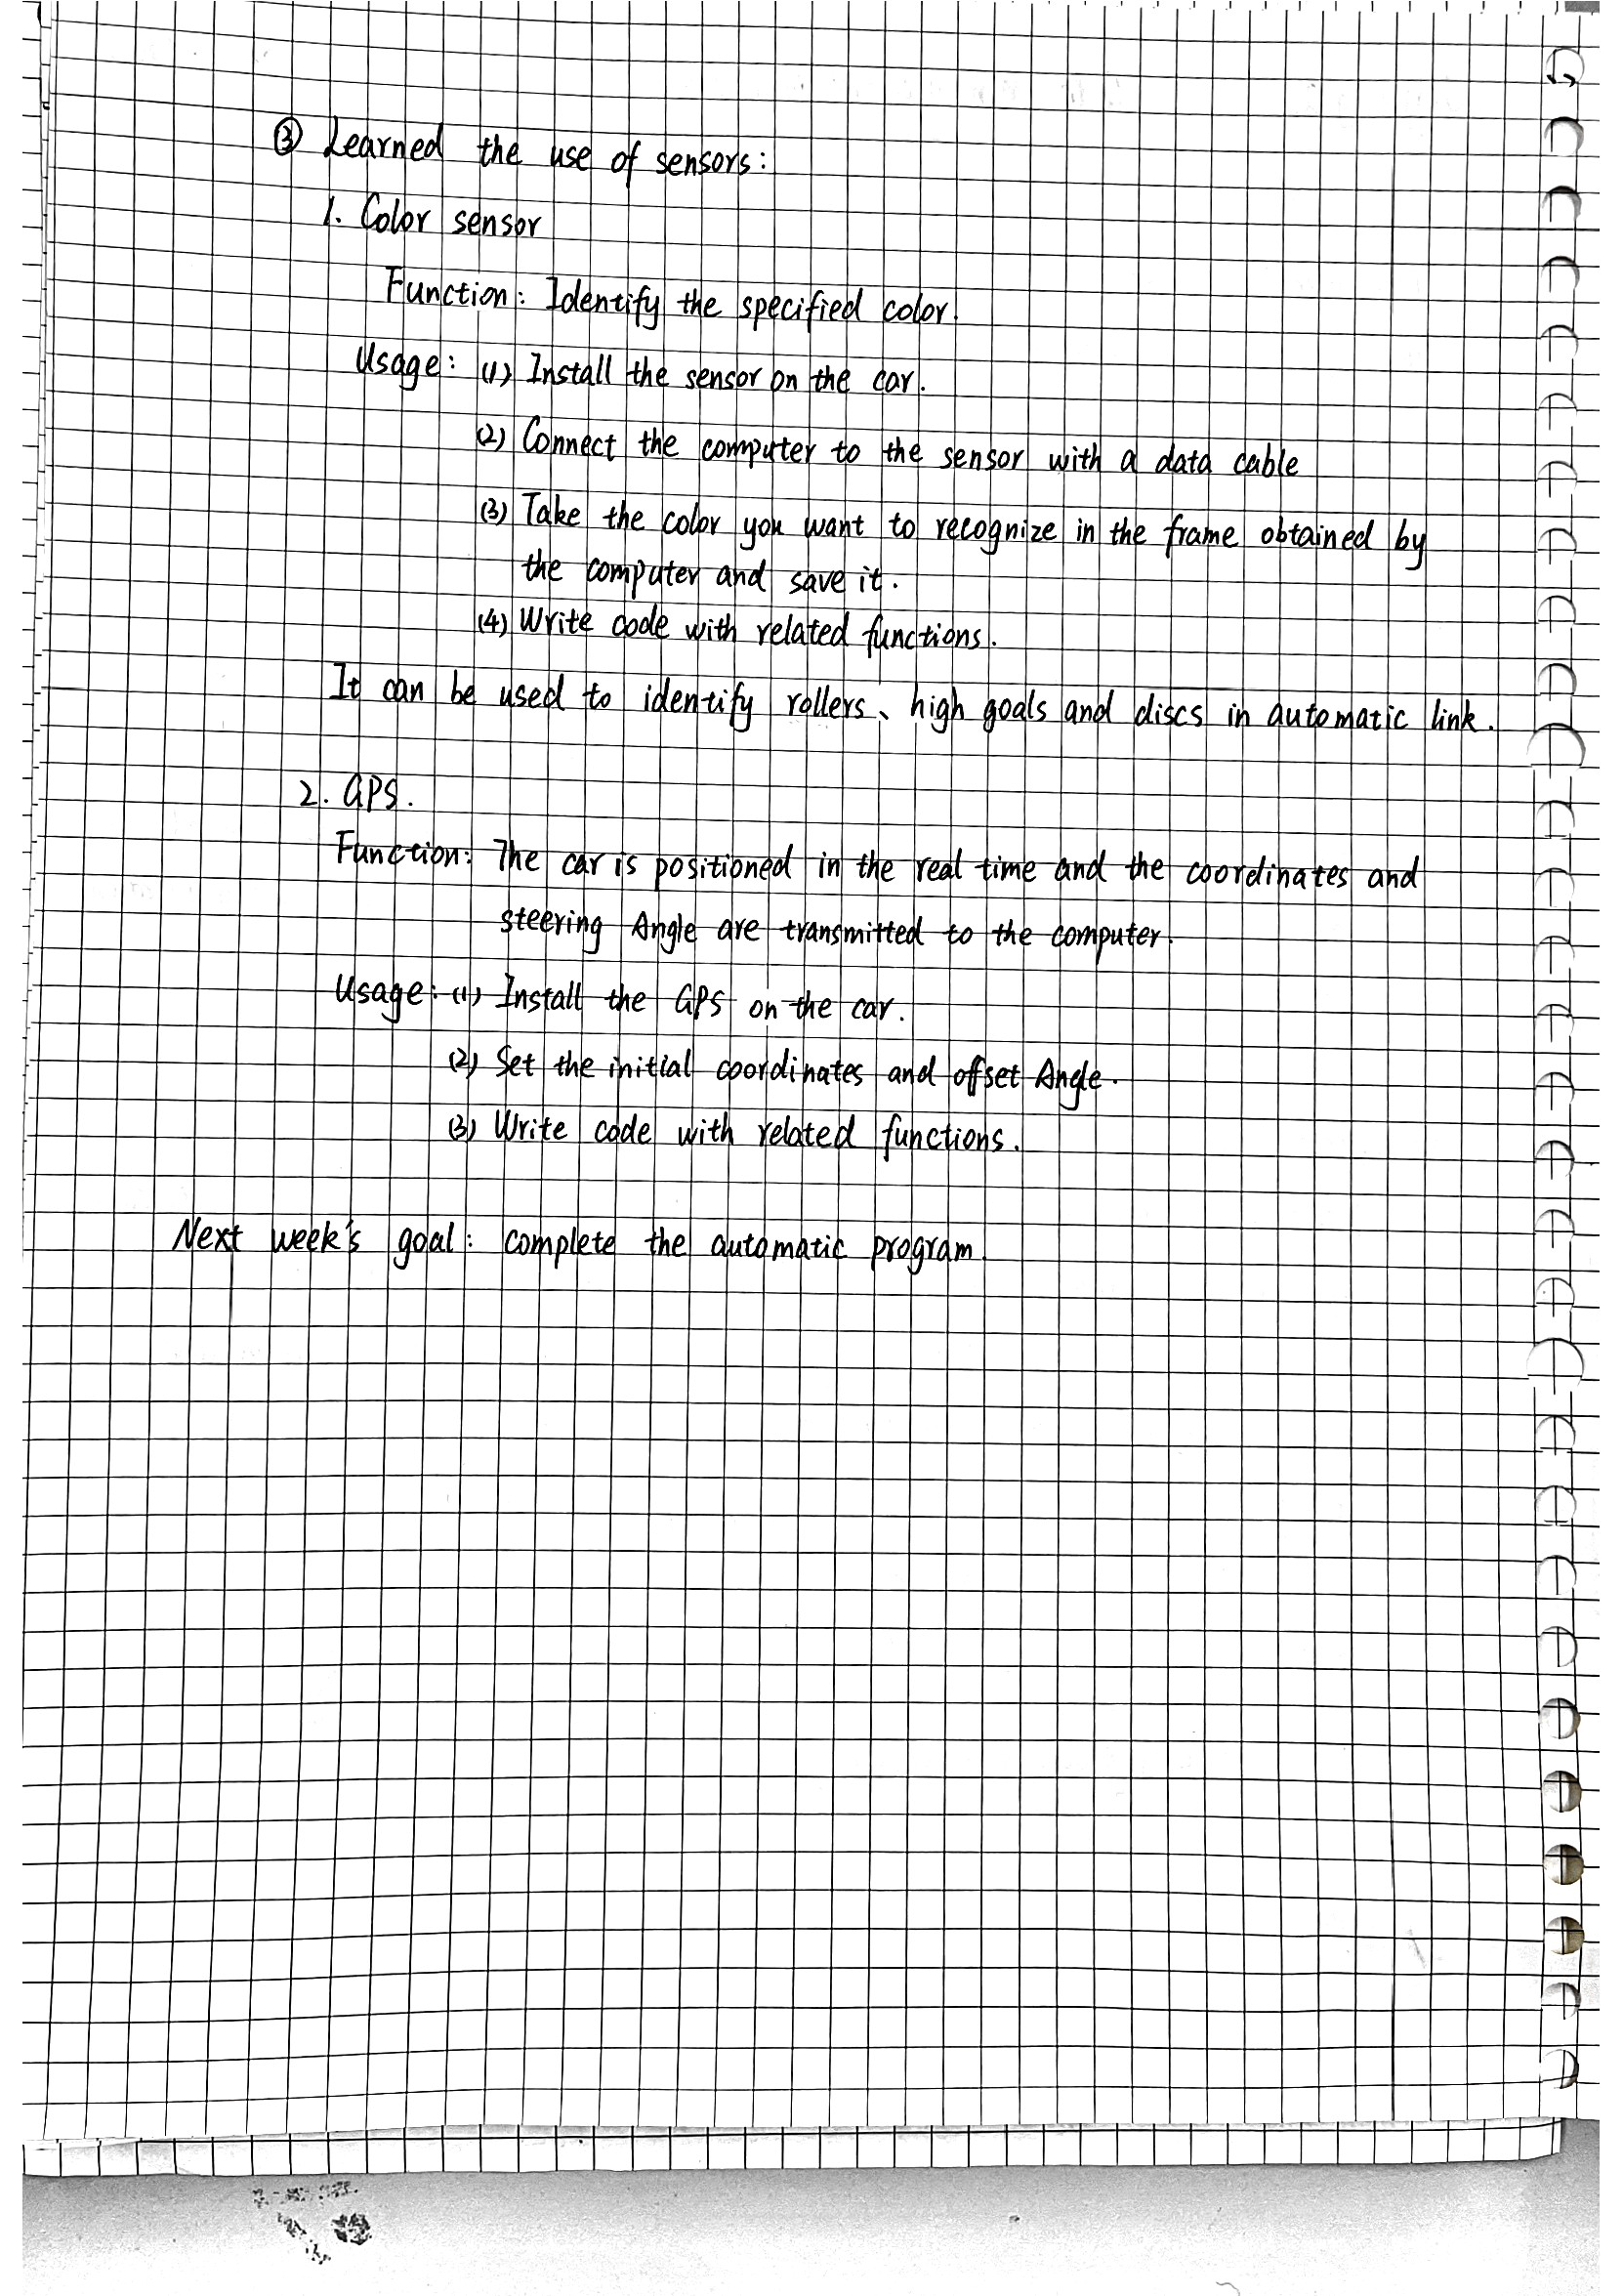 ③ Learned the use of sensors:
1. Color sensor
Function: Identify the specified color.
Usage: (1) Install the sensor on the car.
(2) Connect the computer to the sensor with a data cable
(3) Take the color you want to recognize in the frame obtained by
the computer and save it.
(4) Write code with related functions.
It can be used to identify rollers、high goals and discs in automatic link.
2. GPS.
Function: The car is positioned in the real time and the coordinates and
steering Angle are transmitted to the computer.
Usage: (1) Install the GPS on the car.
(2) Set the initial coordinates and offset Angle.
(3) Write code with related functions.
Next week's goal: complete the automatic program.